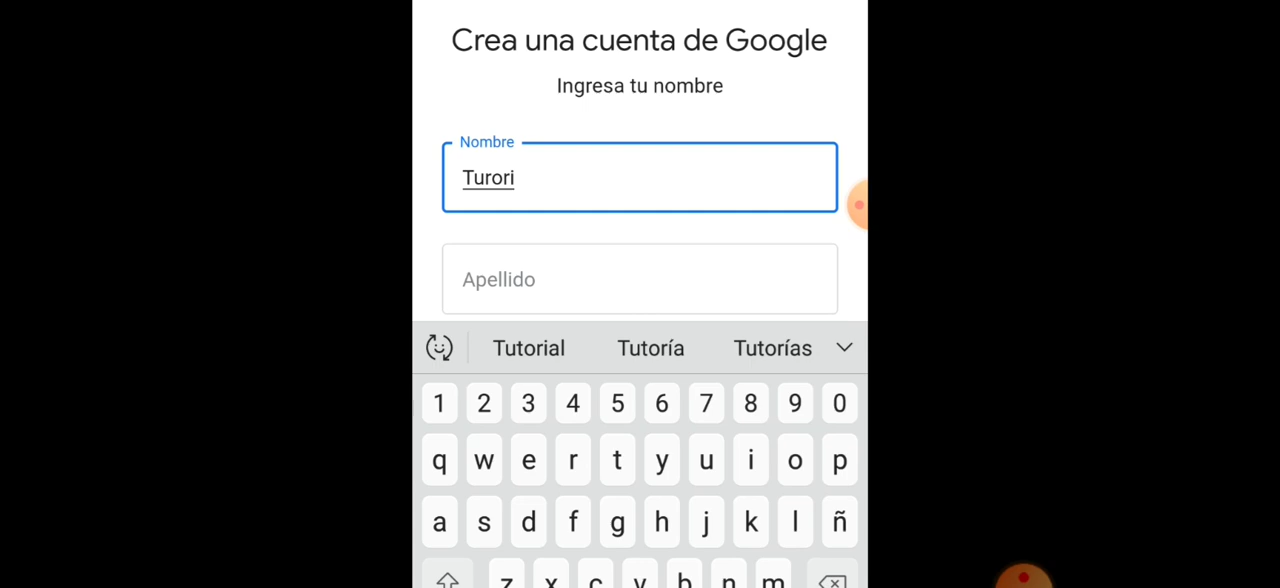 Crea una cuenta de Google
Ingresa tu nombre
Nombre
Turori
Apellido
Tutorial Tutoría Tutorías
1 2 3 4 5 6 7 8 9 0
q w e r t y u i o p
a s d f g h j k l ñ
z x c v b n m